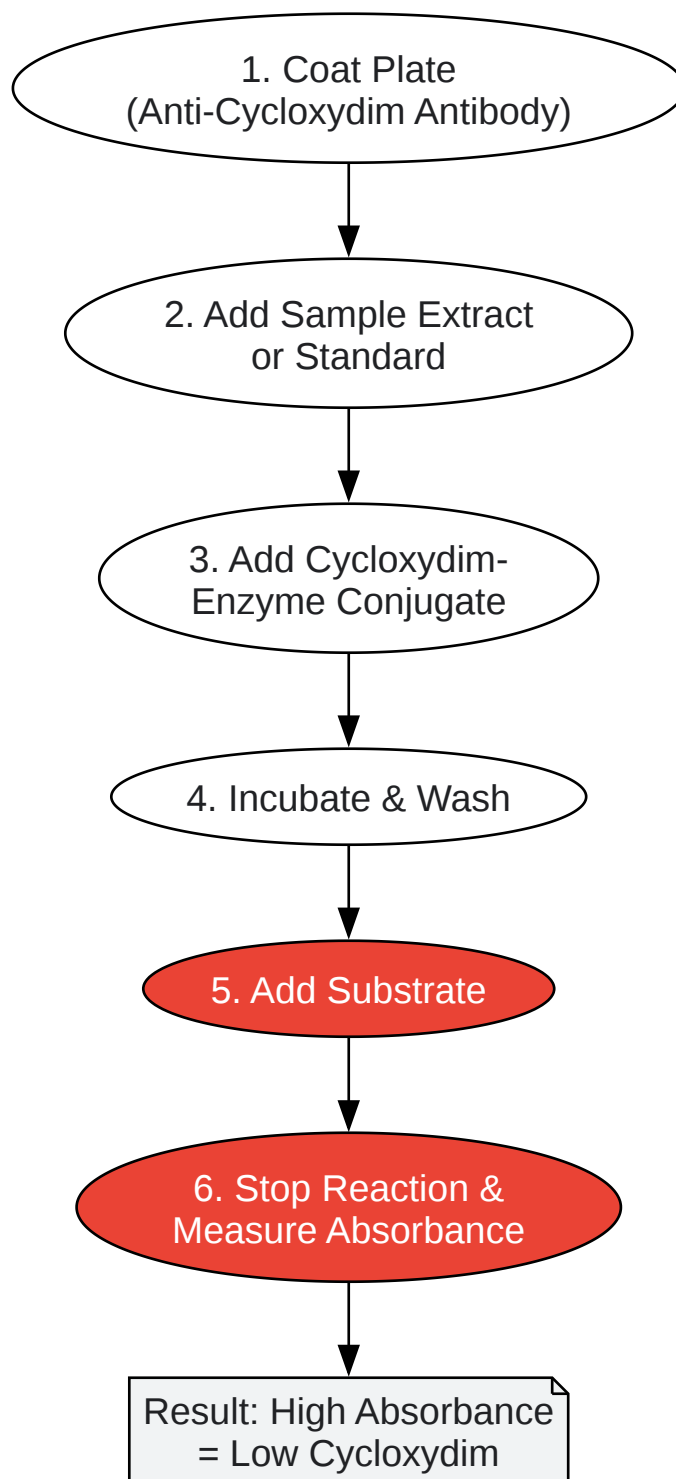 1. Coat Plate
(Anti-Cycloxydim Antibody)
2. Add Sample Extract
or Standard
3. Add Cycloxydim-
Enzyme Conjugate
4. Incubate & Wash
5. Add Substrate
6. Stop Reaction &
Measure Absorbance
Result: High Absorbance
= Low Cycloxydim